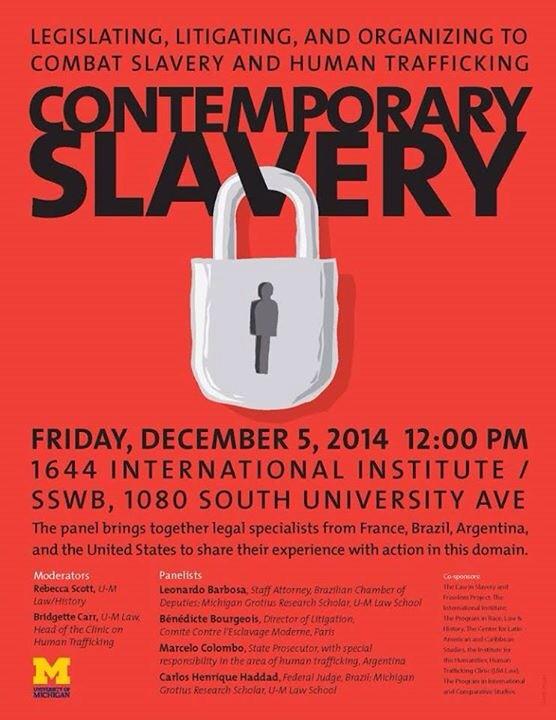 LEGISLATING, LITIGATING, AND ORGANIZING TO
COMBAT SLAVERY AND HUMAN TRAFFICKING
CONTEMPORARY
SLAVERY
FRIDAY, DECEMBER 5, 2014 12:00 PM
1644 INTERNATIONAL INSTITUTE /
SSWB, 1080 SOUTH UNIVERSITY AVE
The panel brings together legal specialists from France, Brazil, Argentina,
and the United States to share their experience with action in this domain.
Moderators
Rebecca Scott, U-M
Law/History
Bridgette Carr, U-M Law,
Head of the Clinic on
Human Trafficking
M
UNIVERSITY OF
MICHIGAN
Panelists
Leonardo Barbosa, Staff Attorney, Brazilian Chamber of
Deputies; Michigan Grotius Research Scholar, U-M Law School
Bénédicte Bourgeois, Director of Litigation,
Comite Contre l'Esclavage Moderne, Paris
Marcelo Colombo, State Prosecutor, with special
responsibility in the area of human trafficking, Argentina
Carlos Henrique Haddad, Federal Judge, Brazil; Michigan
Grotius Research Scholar, U-M Law School
Co-sponsors:
The Law in Slavery and
Freedom Project, The
International Institute,
The Program in Race, Law &
History, The Center for Latin
American and Caribbean
Studies, the Institute for
the Humanities, Human
Trafficking Clinic (UM Law),
The Program in International
and Comparative Studies.